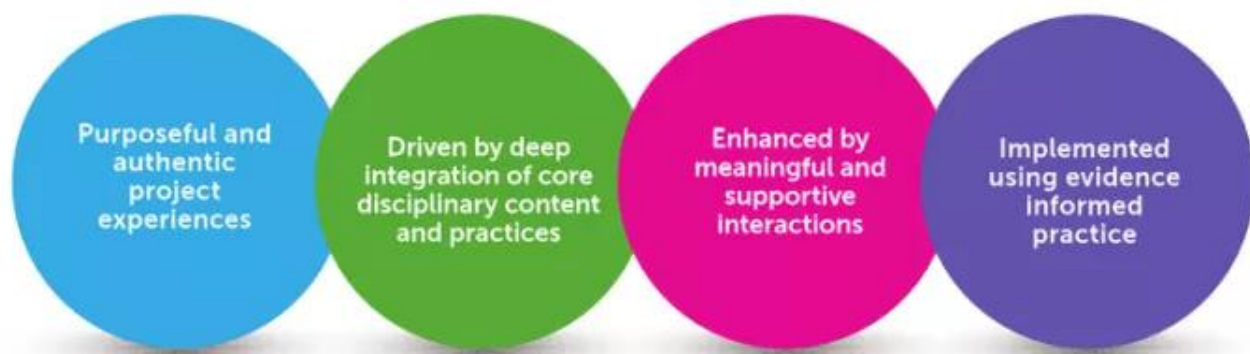 Purposeful and
authentic
project
experiences
Driven by deep
integration of core
disciplinary content
and practices
Enhanced by
meaningful and
supportive
interactions
Implemented
using evidence
informed
practice